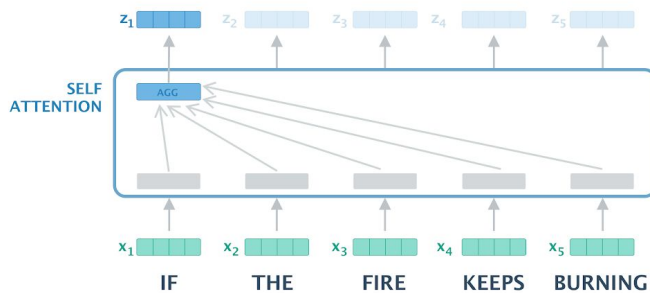 z1 z2 z3 z4 z5
SELF
ATTENTION
AGG
x1 x2 x3 x4 x5
IF THE FIRE KEEPS BURNING